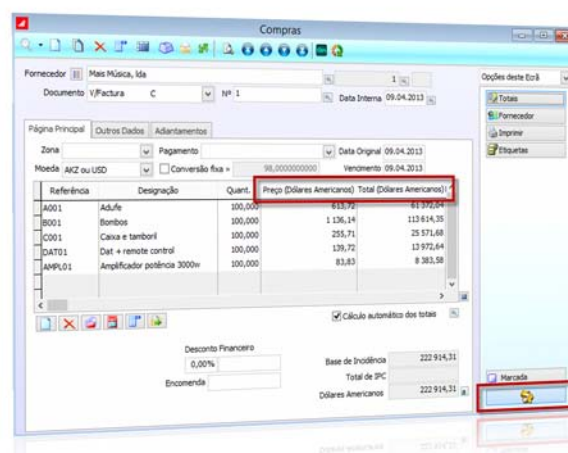 Compras
Fornecedor Mais Música, lda 1
Documento V/Factura C Nº 1 Data Interna 09.04.2013
Página Principal Outros Dados Adiantamentos
Zona Pagamento Data Original 09.04.2013
Moeda AKZ ou USD Conversão fixa = 98,0000000000 Vencimento 09.04.2013
Referência Designação Quant. Preço (Dólares Americanos) Total (Dólares Americanos)
A001 Adufe 100,000 613,72 61 372,04
B001 Bombos 100,000 1 136,14 113 614,35
C001 Caixa e tamboril 100,000 255,71 25 571,68
DAT01 Dat + remote control 100,000 139,72 13 972,64
AMPL01 Amplificador potência 3000w 100,000 83,83 8 383,58
Cálculo automático dos totais
Desconto Financeiro
0,00%
Encomenda
Base de Incidência 222 914,31
Total de IPC
Dólares Americanos 222 914,31
Opções deste Ecrã
Totais
Fornecedor
Imprimir
Etiquetas
Marcada